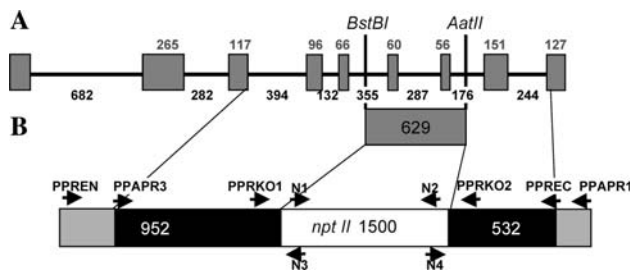 A
BstBI
AatII
265
117
96
66
60
56
151
127
682
282
394
132
355
287
176
244
B
629
PPREN
PPAPR3
PPRKO1
N1
N2
PPRKO2
PPREC
PPAPR1
952
npt II 1500
532
N3
N4